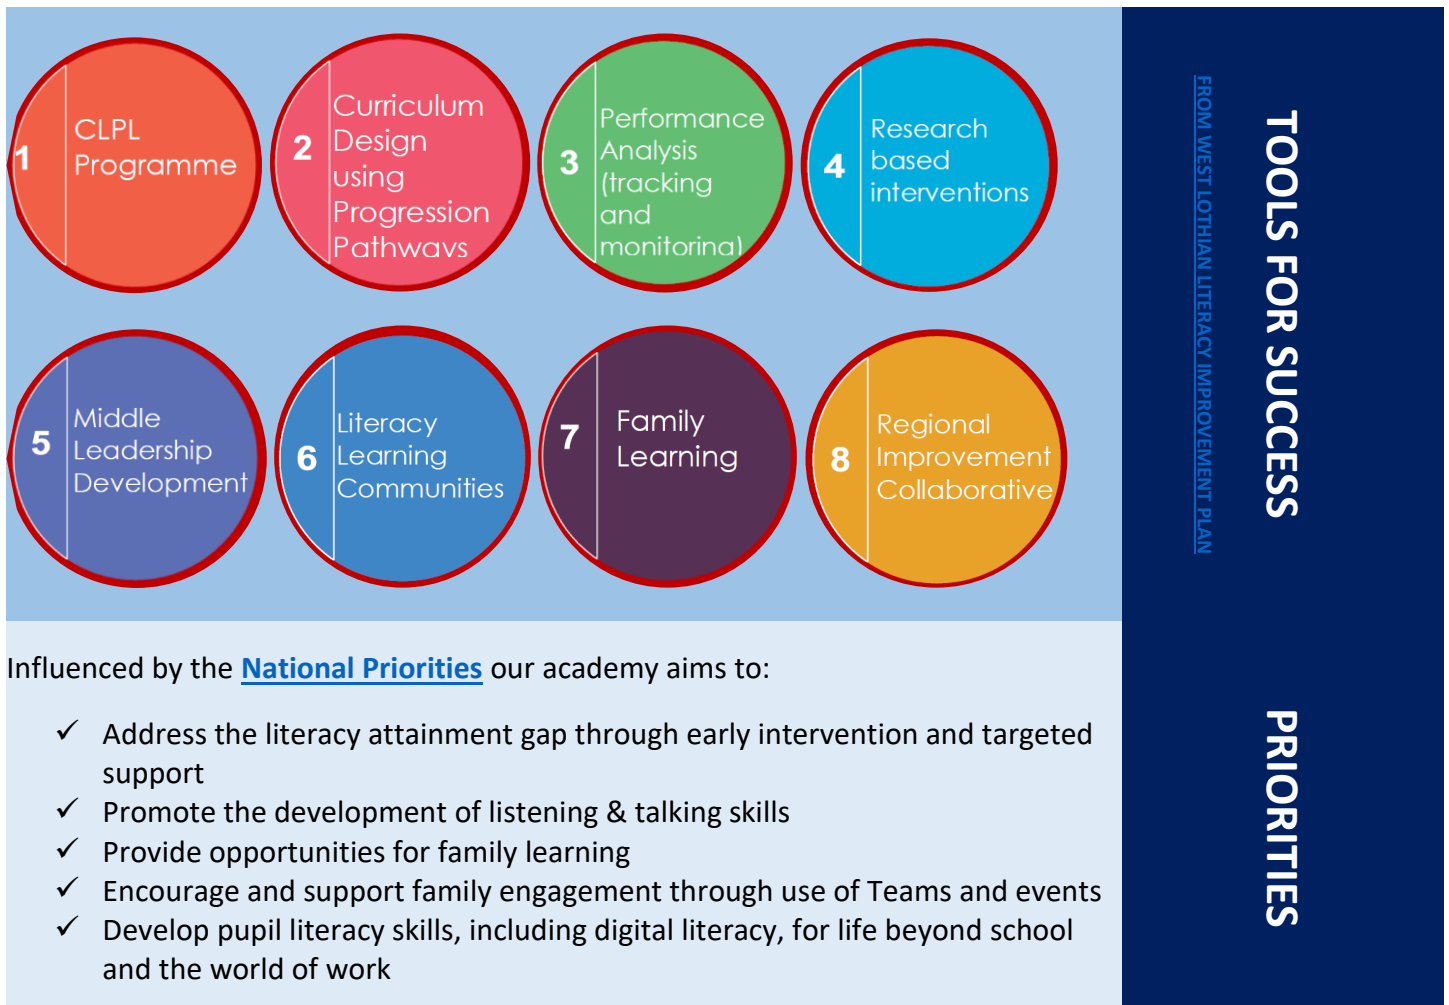 1
CLPL
Programme
2
Curriculum
Design
using
Progression
Pathways
3
Performance
Analysis
(tracking
and
monitoring)
4
Research
based
interventions
5
Middle
Leadership
Development
6
Literacy
Learning
Communities
7
Family
Learning
8
Regional
Improvement
Collaborative
TOOLS FOR SUCCESS
FROM WEST LOTHIAN LITERACY IMPROVEMENT PLAN
Influenced by the National Priorities our academy aims to:
✓ Address the literacy attainment gap through early intervention and targeted
support
✓ Promote the development of listening & talking skills
✓ Provide opportunities for family learning
✓ Encourage and support family engagement through use of Teams and events
✓ Develop pupil literacy skills, including digital literacy, for life beyond school
and the world of work
PRIORITIES